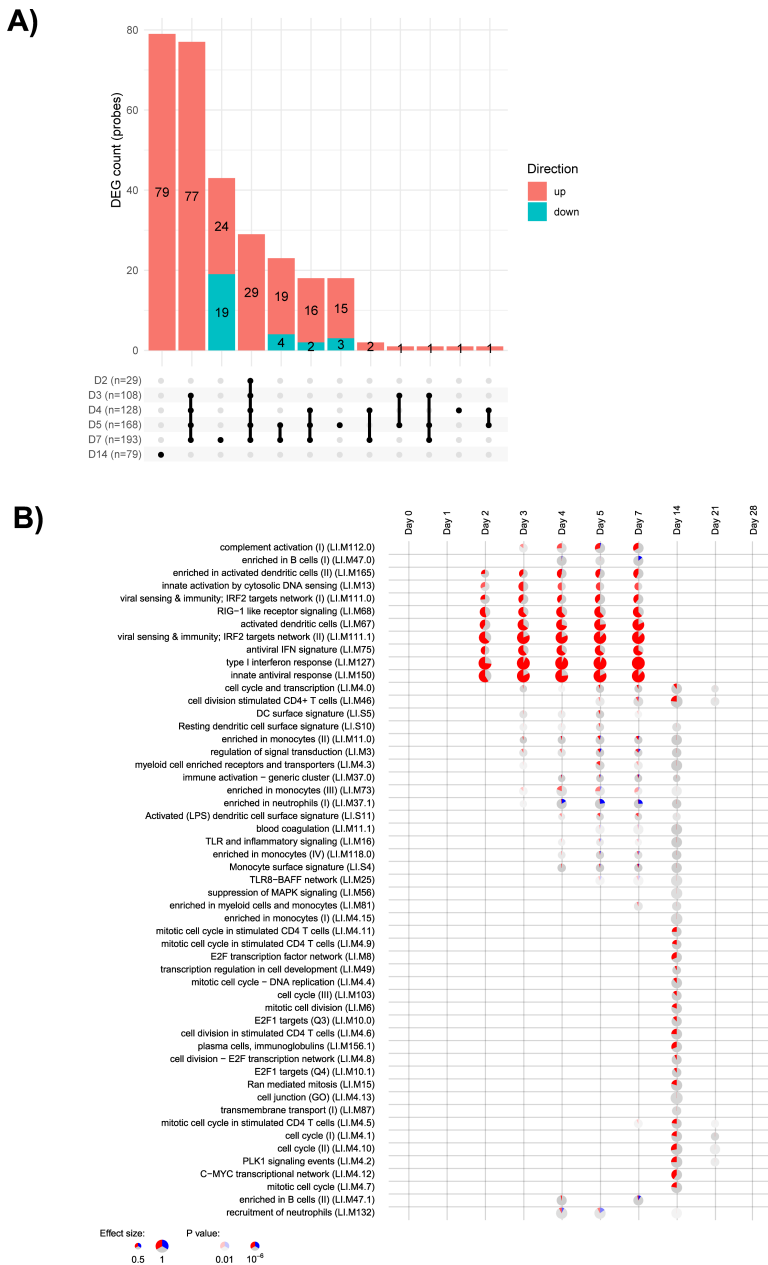 A)
DEG count (probes)
80
60
40
20
0
79
77
24
19
29
19
4
16
2
15
3
2
1
1
1
1
Direction
up
down
D2 (n=29)
D3 (n=108)
D4 (n=128)
D5 (n=168)
D7 (n=193)
D14 (n=79)
B)
Day 0
Day 1
Day 2
Day 3
Day 4
Day 5
Day 7
Day 14
Day 21
Day 28
complement activation (I) (LI.M112.0)
enriched in B cells (I) (LI.M47.0)
enriched in activated dendritic cells (II) (LI.M165)
innate activation by cytosolic DNA sensing (LI.M13)
viral sensing & immunity; IRF2 targets network (I) (LI.M111.0)
RIG−1 like receptor signaling (LI.M68)
activated dendritic cells (LI.M67)
viral sensing & immunity; IRF2 targets network (II) (LI.M111.1)
antiviral IFN signature (LI.M75)
type I interferon response (LI.M127)
innate antiviral response (LI.M150)
cell cycle and transcription (LI.M4.0)
cell division stimulated CD4+ T cells (LI.M46)
DC surface signature (LI.S5)
Resting dendritic cell surface signature (LI.S10)
enriched in monocytes (II) (LI.M11.0)
regulation of signal transduction (LI.M3)
myeloid cell enriched receptors and transporters (LI.M4.3)
immune activation − generic cluster (LI.M37.0)
enriched in monocytes (III) (LI.M73)
enriched in neutrophils (I) (LI.M37.1)
Activated (LPS) dendritic cell surface signature (LI.S11)
blood coagulation (LI.M11.1)
TLR and inflammatory signaling (LI.M16)
enriched in monocytes (IV) (LI.M118.0)
Monocyte surface signature (LI.S4)
TLR8−BAFF network (LI.M25)
suppression of MAPK signaling (LI.M56)
enriched in myeloid cells and monocytes (LI.M81)
enriched in monocytes (I) (LI.M4.15)
mitotic cell cycle in stimulated CD4 T cells (LI.M4.11)
mitotic cell cycle in stimulated CD4 T cells (LI.M4.9)
E2F transcription factor network (LI.M8)
transcription regulation in cell development (LI.M49)
mitotic cell cycle − DNA replication (LI.M4.4)
cell cycle (III) (LI.M103)
mitotic cell division (LI.M6)
E2F1 targets (Q3) (LI.M10.0)
cell division in stimulated CD4 T cells (LI.M4.6)
plasma cells, immunoglobulins (LI.M156.1)
cell division − E2F transcription network (LI.M4.8)
E2F1 targets (Q4) (LI.M10.1)
Ran mediated mitosis (LI.M15)
cell junction (GO) (LI.M4.13)
transmembrane transport (I) (LI.M87)
mitotic cell cycle in stimulated CD4 T cells (LI.M4.5)
cell cycle (I) (LI.M4.1)
cell cycle (II) (LI.M4.10)
PLK1 signaling events (LI.M4.2)
C−MYC transcriptional network (LI.M4.12)
mitotic cell cycle (LI.M4.7)
enriched in B cells (II) (LI.M47.1)
recruitment of neutrophils (LI.M132)
Effect size:
P value:
0.5
1
0.01
10⁻⁶